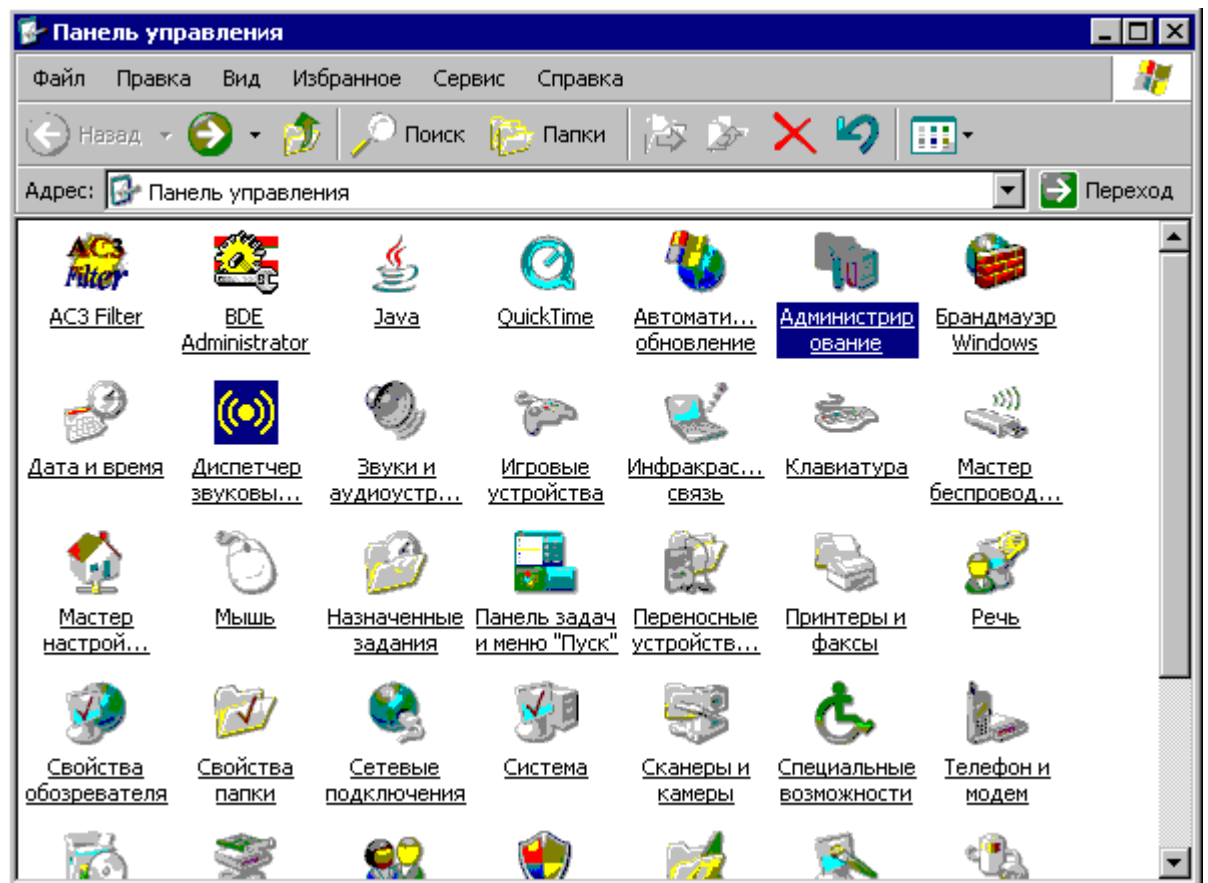 Панель управления
Файл Правка Вид Избранное Сервис Справка
Назад Поиск Папки
Адрес: Панель управления Переход
AC3 Filter
AC3 Filter BDE Java QuickTime Автомати... Администрир Брандмауэр
Administrator обновление ование Windows
Дата и время Диспетчер Звуки и Игровые Инфракрас... Клавиатура Мастер
звуковы... аудиоустр... устройства связь беспровод...
Мастер Мышь Назначенные Панель задач Переносные Принтеры и Речь
настрой... задания и меню "Пуск" устройств... факсы
Свойства Свойства Сетевые Система Сканеры и Специальные Телефон и
обозревателя папки подключения камеры возможности модем